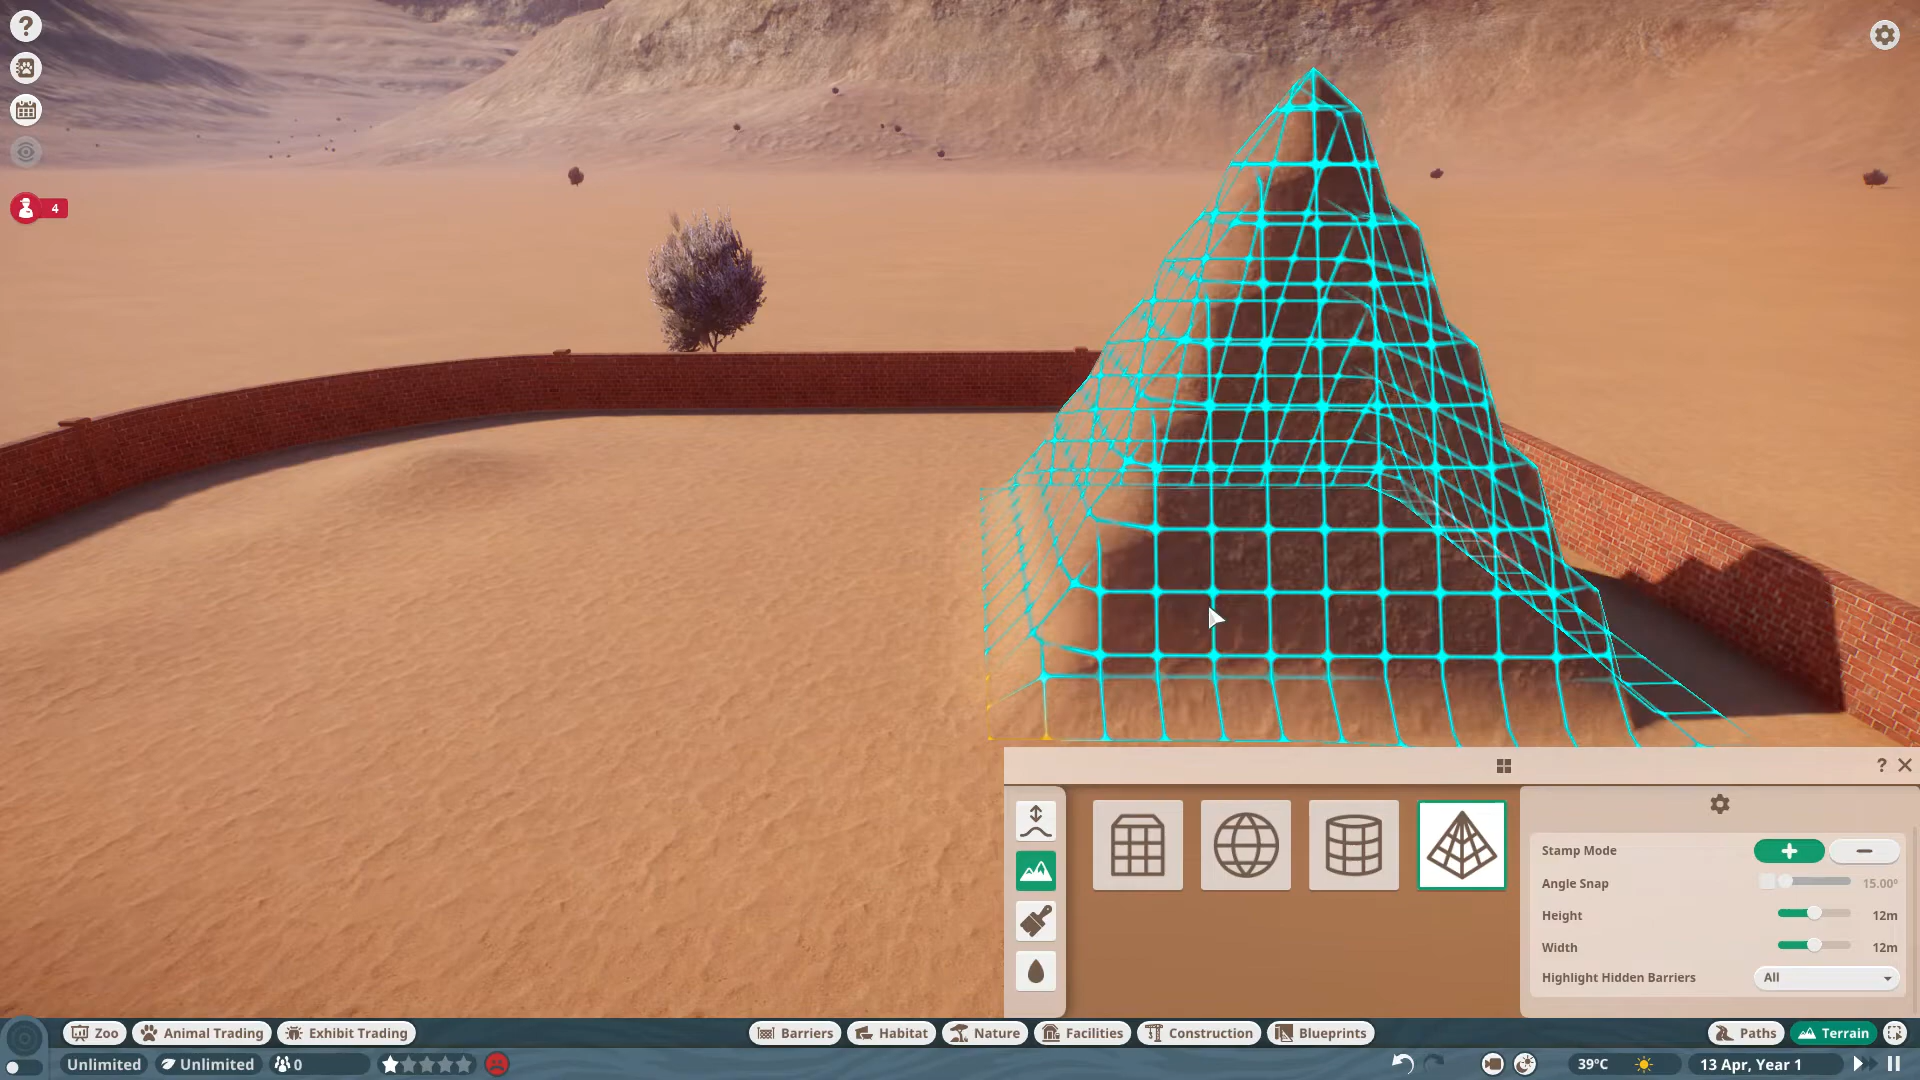 ?
4
?
Stamp Mode
Angle Snap 15.00°
Height 12m
Width 12m
Highlight Hidden Barriers All
Zoo Animal Trading Exhibit Trading Barriers Habitat Nature Facilities Construction Blueprints Paths Terrain
Unlimited Unlimited 0 39°C 13 Apr, Year 1